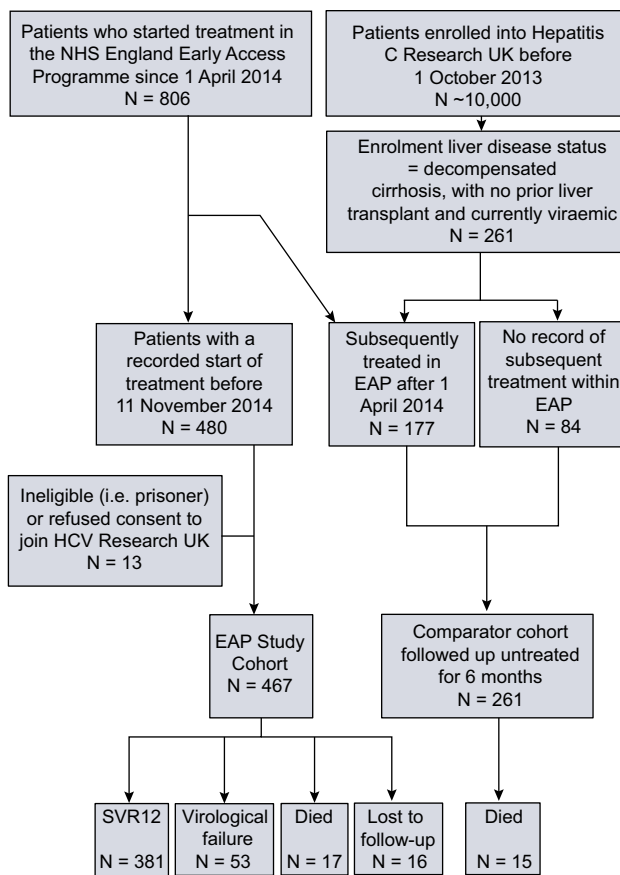 Patients who started treatment in
the NHS England Early Access
Programme since 1 April 2014
N = 806
Patients enrolled into Hepatitis
C Research UK before
1 October 2013
N ~10,000
Enrolment liver disease status
= decompensated
cirrhosis, with no prior liver
transplant and currently viraemic
N = 261
Patients with a
recorded start of
treatment before
11 November 2014
N = 480
Subsequently
treated in
EAP after 1
April 2014
N = 177
No record of
subsequent
treatment within
EAP
N = 84
Ineligible (i.e. prisoner)
or refused consent to
join HCV Research UK
N = 13
EAP Study
Cohort
N = 467
Comparator cohort
followed up untreated
for 6 months
N = 261
SVR12
N = 381
Virological
failure
N = 53
Died
N = 17
Lost to
follow-up
N = 16
Died
N = 15